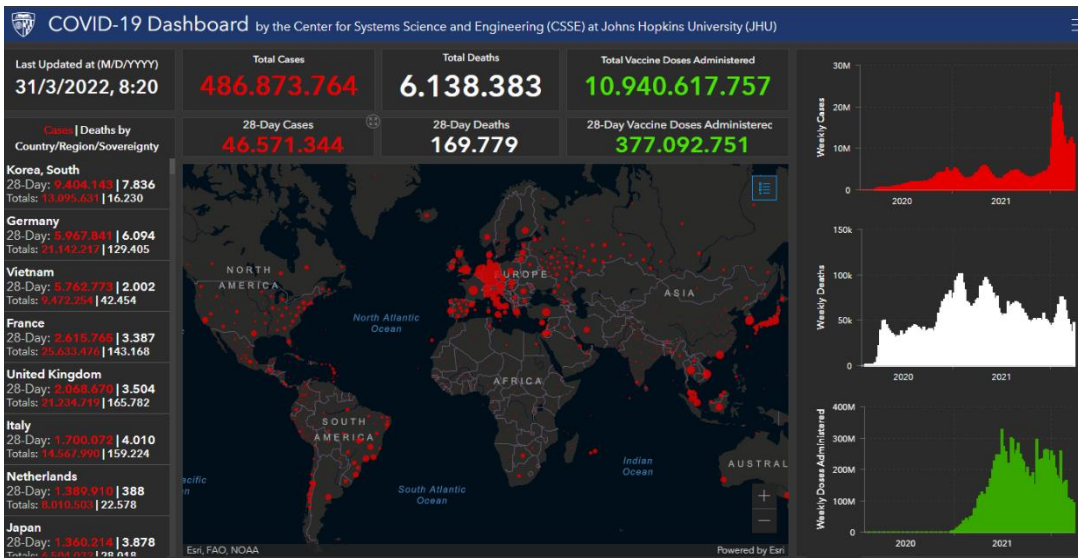 COVID-19 Dashboard by the Center for Systems Science and Engineering (CSSE) at Johns Hopkins University (JHU)
Last Updated at (M/D/YYYY)
31/3/2022, 8:20
Total Cases
486.873.764
Total Deaths
6.138.383
Total Vaccine Doses Administered
10.940.617.757
28-Day Cases
46.571.344
28-Day Deaths
169.779
28-Day Vaccine Doses Administerec
377.092.751
Cases | Deaths by
Country/Region/Sovereignty
Korea, South
28-Day: 9.404.143 | 7.836
Totals: 13.095.631 | 16.230
Germany
28-Day: 5.967.841 | 6.094
Totals: 21.142.217 | 129.405
Vietnam
28-Day: 5.762.773 | 2.002
Totals: 9.472.254 | 42.454
France
28-Day: 2.615.765 | 3.387
Totals: 25.633.476 | 143.168
United Kingdom
28-Day: 2.068.670 | 3.504
Totals: 21.234.719 | 165.782
Italy
28-Day: 1.700.072 | 4.010
Totals: 14.567.990 | 159.224
Netherlands
28-Day: 1.389.910 | 388
Totals: 8.010.503 | 22.578
Japan
28-Day: 1.360.214 | 3.878
Totals: | 28.018
NORTH
AMERICA
EUROPE
ASIA
North Atlantic
Ocean
AFRICA
SOUTH
AMERICA
Indian
Ocean
AUSTRAL
acific
n
South Atlantic
Ocean
+
−
Esri, FAO, NOAA
Powered by Esri
Weekly Cases
30M
20M
10M
0
2020
2021
Weekly Deaths
150k
100k
50k
0
2020
2021
Weekly Doses Administered
400M
300M
200M
100M
0
2020
2021